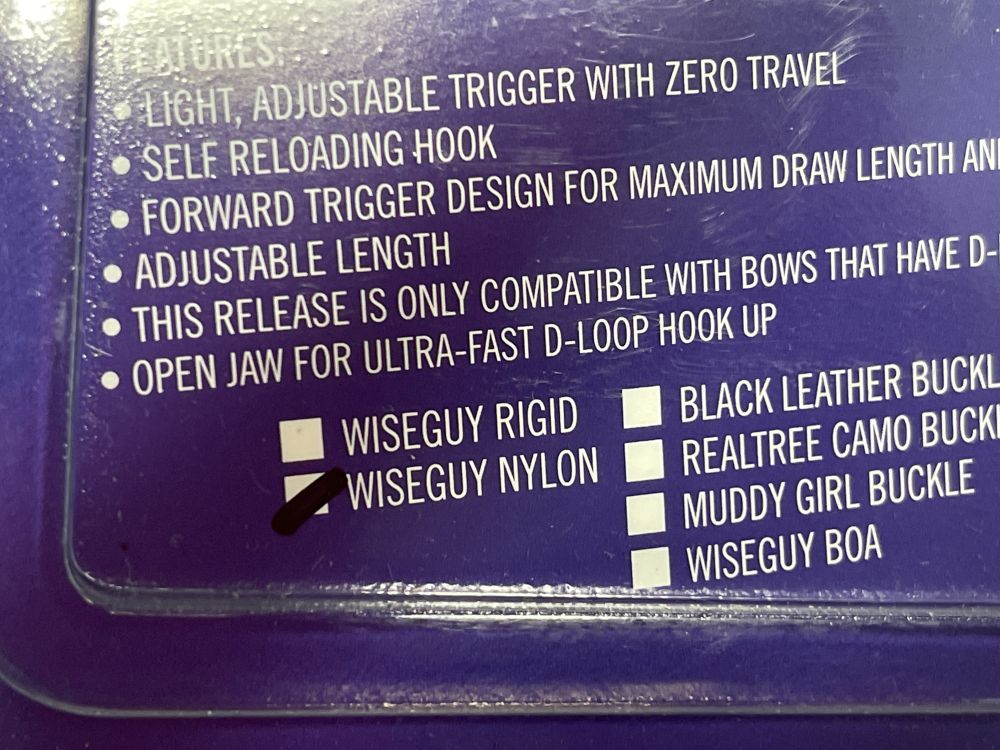 FEATURES:
• LIGHT, ADJUSTABLE TRIGGER WITH ZERO TRAVEL
• SELF RELOADING HOOK
• FORWARD TRIGGER DESIGN FOR MAXIMUM DRAW LENGTH AN
• ADJUSTABLE LENGTH
• THIS RELEASE IS ONLY COMPATIBLE WITH BOWS THAT HAVE D-
• OPEN JAW FOR ULTRA-FAST D-LOOP HOOK UP
WISEGUY RIGID
WISEGUY NYLON
BLACK LEATHER BUCKL
REALTREE CAMO BUCK
MUDDY GIRL BUCKLE
WISEGUY BOA